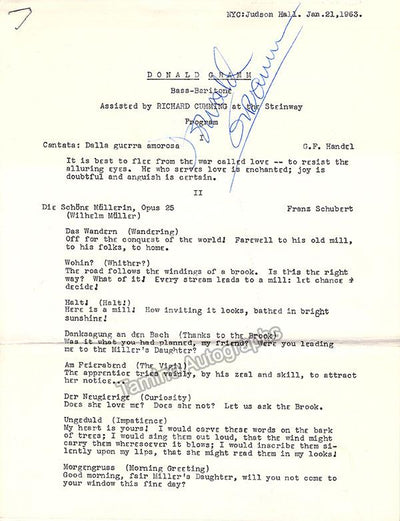 NYC:Judson Hall. Jan.21,1963.
DONALD GRAMM
Bass-Baritone
Assisted by RICHARD CUMMING at the Steinway
Program
Donald Gramm
I
Cantata: Dalla guerra amorosa G.F. Handel
It is best to flee from the war called love -- to resist the
alluring eyes. He who serves love is enchanted; joy is
doubtful and anguish is certain.
II
Die Schöne Müllerin, Opus 25 Franz Schubert
(Wilhelm Müller)
Das Wandern (Wandering)
Off for the conquest of the world! Farewell to his old mill,
to his folks, to home.
Wohin? (Whither?)
The road follows the windings of a brook. Is this the right
way? What of it! Every stream leads to a mill: let chance
decide!
Halt! (Halt!)
Here is a mill! How inviting it looks, bathed in bright
sunshine!
Danksagung an den Bach (Thanks to the Brook)
Was it what you had planned, my friend? Were you leading
me to the Miller's Daughter?
Am Feierabend (The Vigil)
The apprentice tries vainly, by his zeal and skill, to attract
her notice...
Der Neugierige (Curiosity)
Does she love me? Does she not? Let us ask the Brook.
Ungeduld (Impatience)
My heart is yours! I would carve these words on the bark
of trees; I would sing them out loud, that the wind might
carry them wheresoever it blows; I would inscribe them si-
lently upon my lips, that she might read them in my looks!
Morgengruss (Morning Greeting)
Good morning, fair Miller's Daughter, will you not come to
your window this fine day?
Tamino Autographs